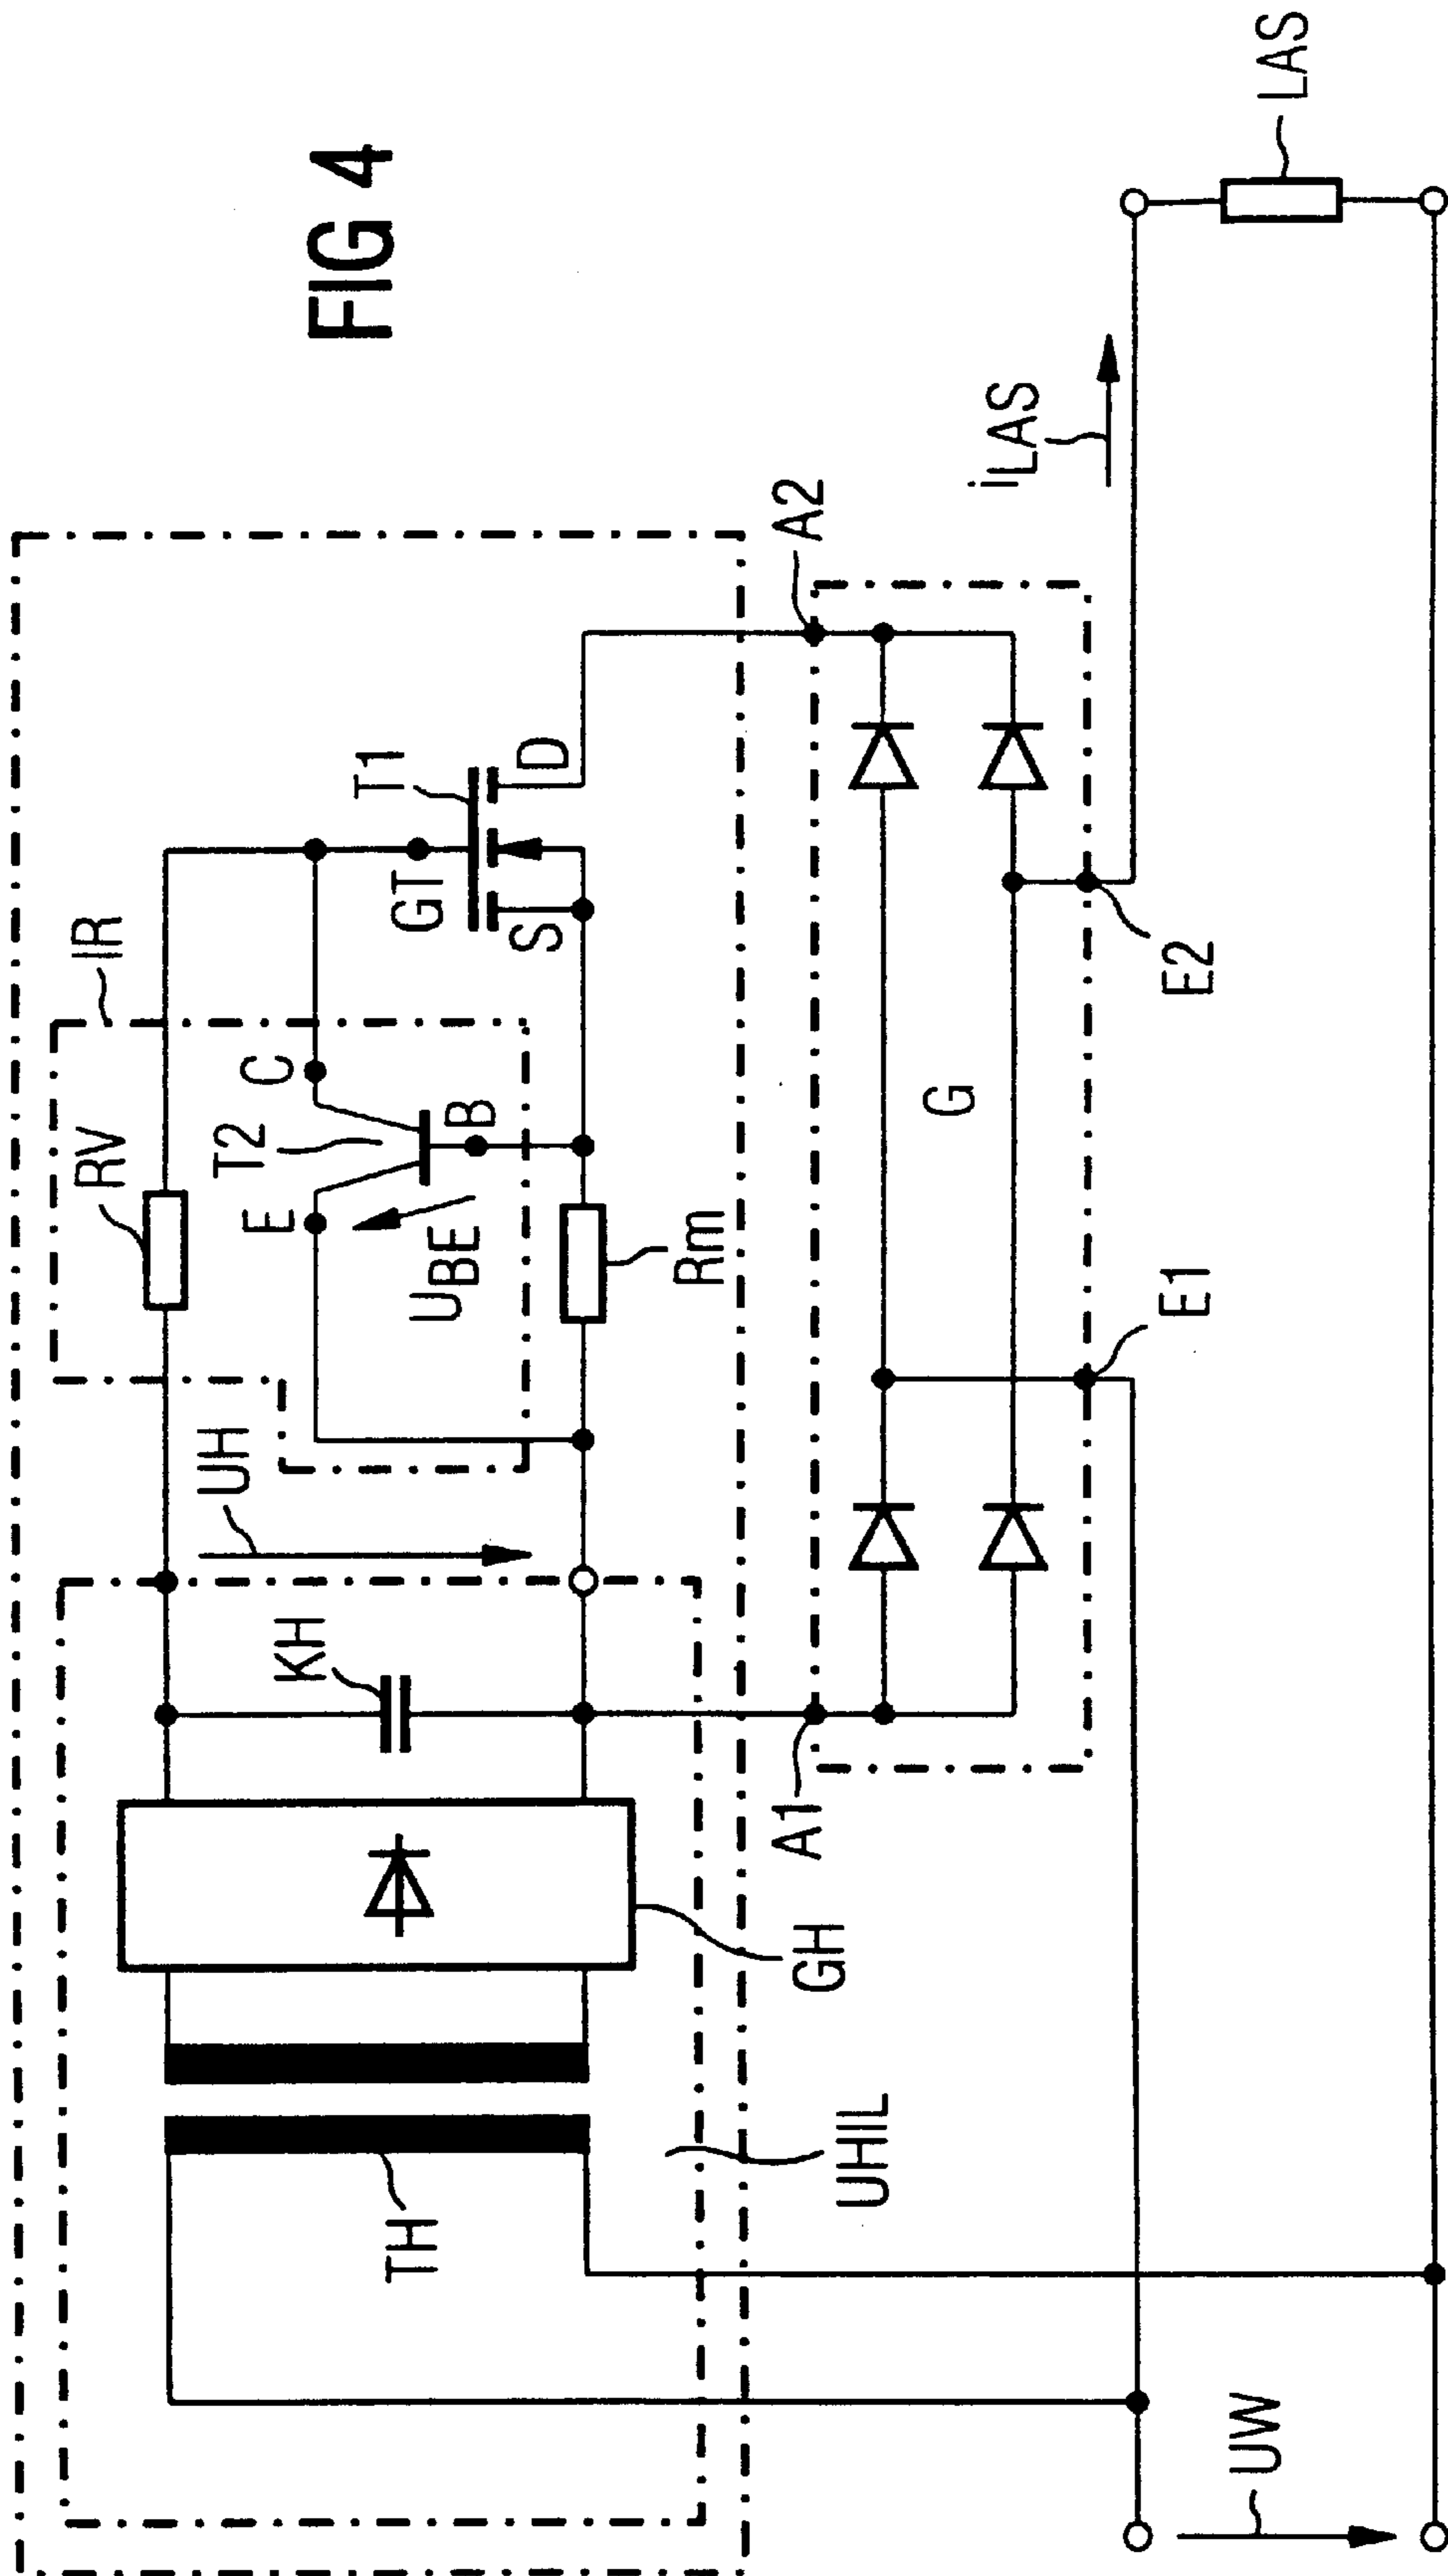 FIG 4
IR
RV
T2
C
E
B
UBE
T1
GT
S
D
Rm
UH
KH
GH
TH
UHIL
A1
A2
G
E1
E2
iLAS
LAS
UW